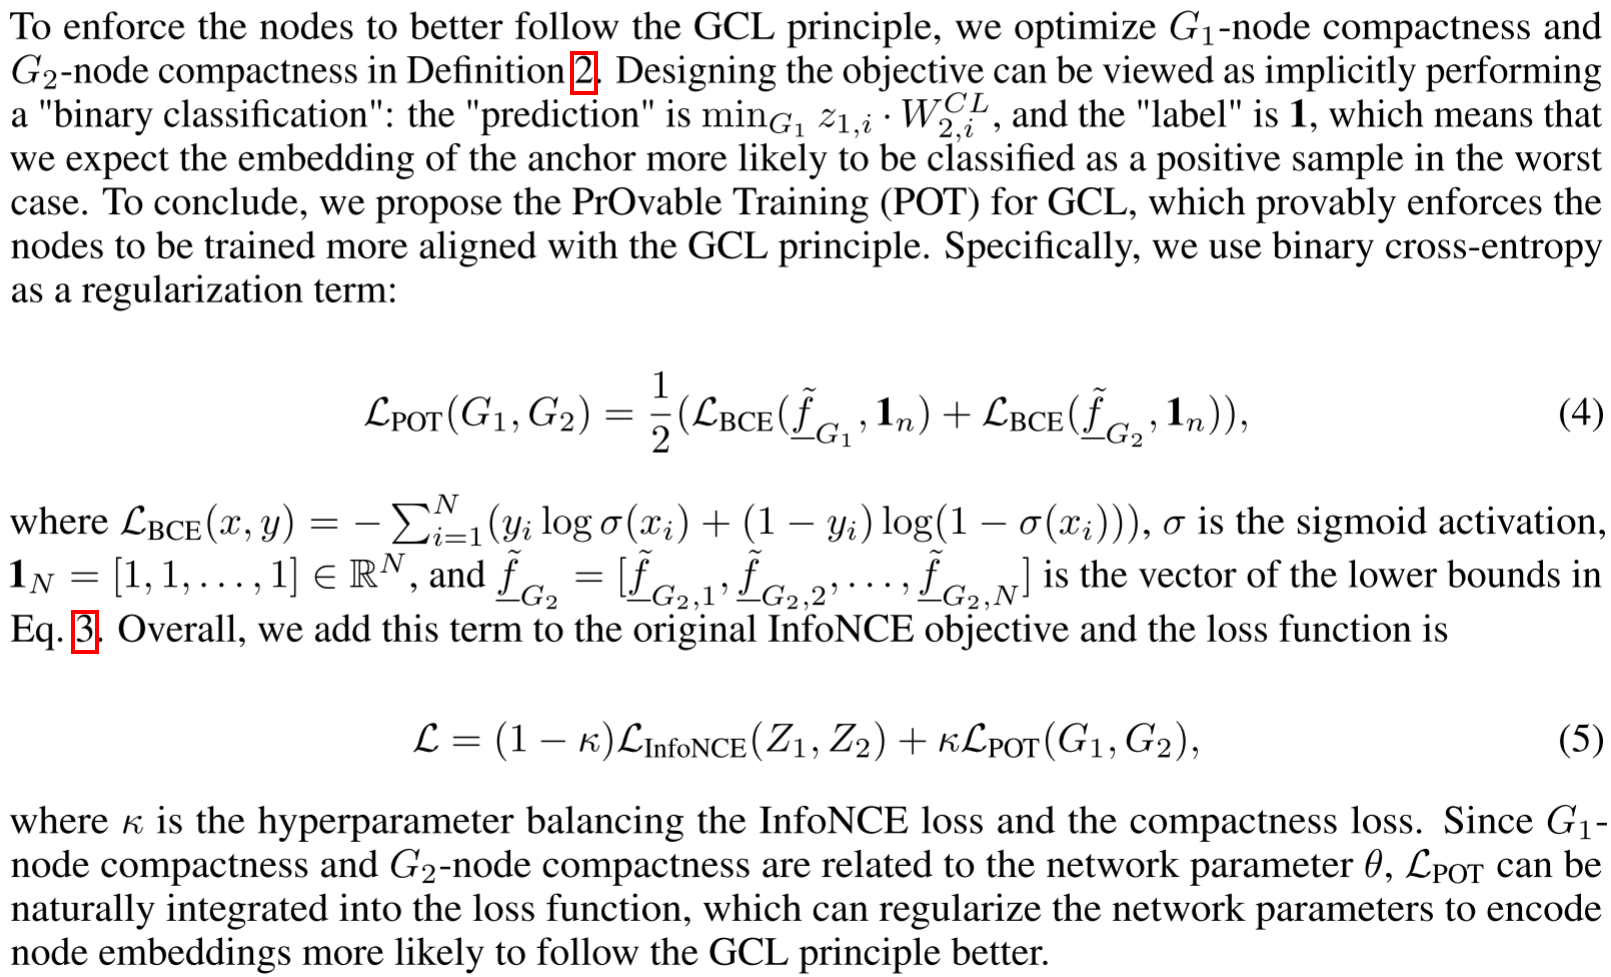 To enforce the nodes to better follow the GCL principle, we optimize $G_1$-node compactness and
$G_2$-node compactness in Definition 2. Designing the objective can be viewed as implicitly performing
a "binary classification": the "prediction" is $\min_{G_1} z_{1,i} \cdot W_{2,i}^{CL}$, and the "label" is $\mathbf{1}$, which means that
we expect the embedding of the anchor more likely to be classified as a positive sample in the worst
case. To conclude, we propose the PrOvable Training (POT) for GCL, which provably enforces the
nodes to be trained more aligned with the GCL principle. Specifically, we use binary cross-entropy
as a regularization term:
$\mathcal{L}_{\text{POT}}(G_1, G_2) = \frac{1}{2}(\mathcal{L}_{\text{BCE}}(\underline{\tilde{f}}_{G_1}, \mathbf{1}_n) + \mathcal{L}_{\text{BCE}}(\underline{\tilde{f}}_{G_2}, \mathbf{1}_n)),$ (4)
where $\mathcal{L}_{\text{BCE}}(x, y) = -\sum_{i=1}^{N}(y_i \log \sigma(x_i) + (1 - y_i) \log(1 - \sigma(x_i)))$, $\sigma$ is the sigmoid activation,
$\mathbf{1}_N = [1, 1, \ldots, 1] \in \mathbb{R}^N$, and $\underline{\tilde{f}}_{G_2} = [\underline{\tilde{f}}_{G_2,1}, \underline{\tilde{f}}_{G_2,2}, \ldots, \underline{\tilde{f}}_{G_2,N}]$ is the vector of the lower bounds in
Eq. 3. Overall, we add this term to the original InfoNCE objective and the loss function is
$\mathcal{L} = (1 - \kappa)\mathcal{L}_{\text{InfoNCE}}(Z_1, Z_2) + \kappa\mathcal{L}_{\text{POT}}(G_1, G_2),$ (5)
where $\kappa$ is the hyperparameter balancing the InfoNCE loss and the compactness loss. Since $G_1$-
node compactness and $G_2$-node compactness are related to the network parameter $\theta$, $\mathcal{L}_{\text{POT}}$ can be
naturally integrated into the loss function, which can regularize the network parameters to encode
node embeddings more likely to follow the GCL principle better.